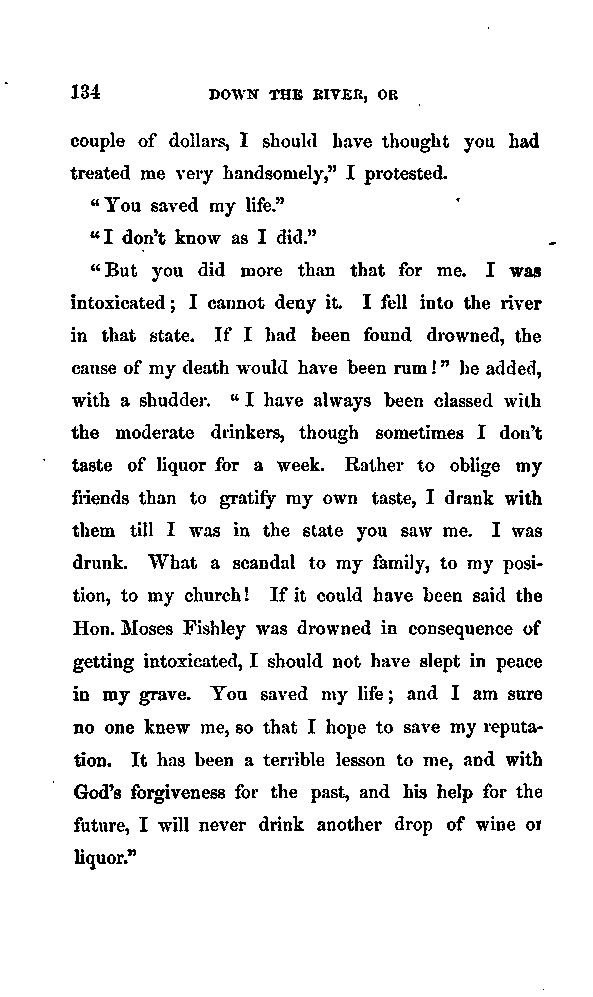 134 DOWN THE RIVER, OR
couple of dollars, I should have thought you had
treated me very handsomely," I protested.
"You saved my life."
"I don't know as I did."
"But you did more than that for me. I was
intoxicated; I cannot deny it. I fell into the river
in that state. If I had been found drowned, the
cause of my death would have been rum!" he added,
with a shudder. "I have always been classed with
the moderate drinkers, though sometimes I don't
taste of liquor for a week. Rather to oblige my
friends than to gratify my own taste, I drank with
them till I was in the state you saw me. I was
drunk. What a scandal to my family, to my posi-
tion, to my church! If it could have been said the
Hon. Moses Fishley was drowned in consequence of
getting intoxicated, I should not have slept in peace
in my grave. You saved my life; and I am sure
no one knew me, so that I hope to save my reputa-
tion. It has been a terrible lesson to me, and with
God's forgiveness for the past, and his help for the
future, I will never drink another drop of wine or
liquor."